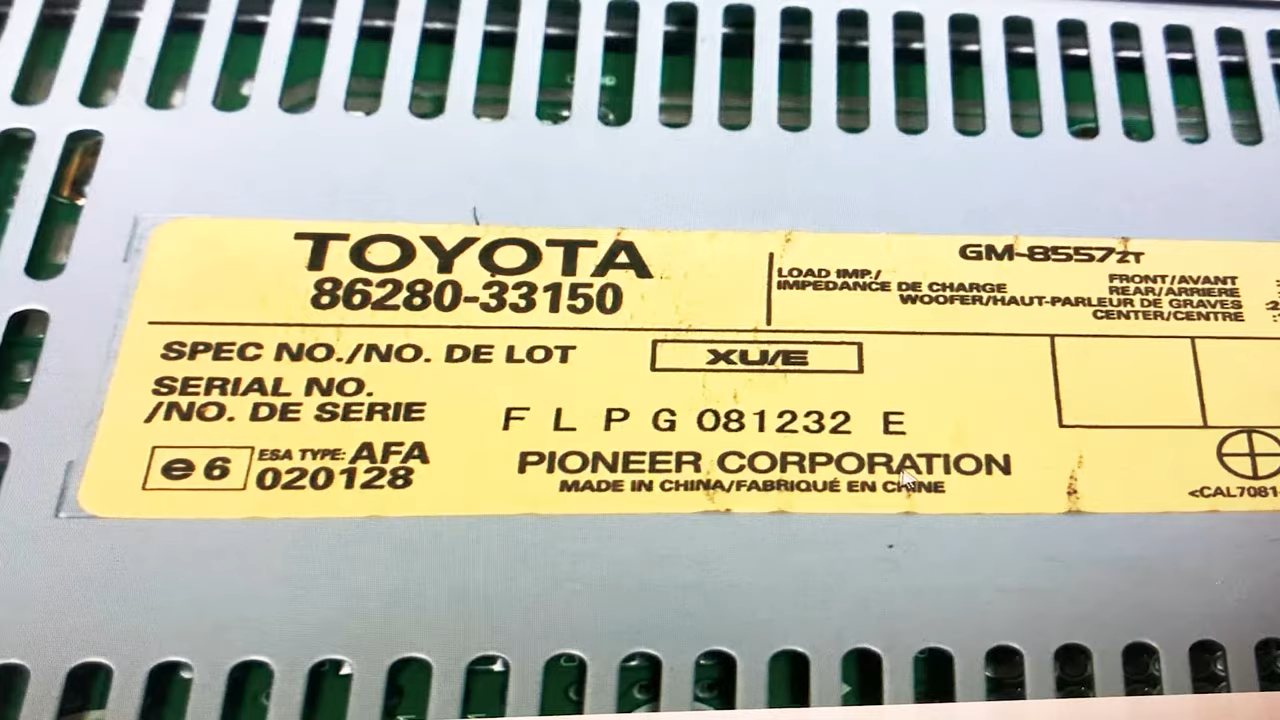 TOYOTA
86280-33150
GM-8557ZT
LOAD IMP./
IMPEDANCE DE CHARGE
FRONT/AVANT
REAR/ARRIERE
WOOFER/HAUT-PARLEUR DE GRAVES
CENTER/CENTRE
SPEC NO./NO. DE LOT
XU/E
SERIAL NO.
/NO. DE SERIE
F L P G 081232 E
e6
ESA TYPE: AFA
020128
PIONEER CORPORATION
MADE IN CHINA/FABRIQUÉ EN CHINE
<CAL7081